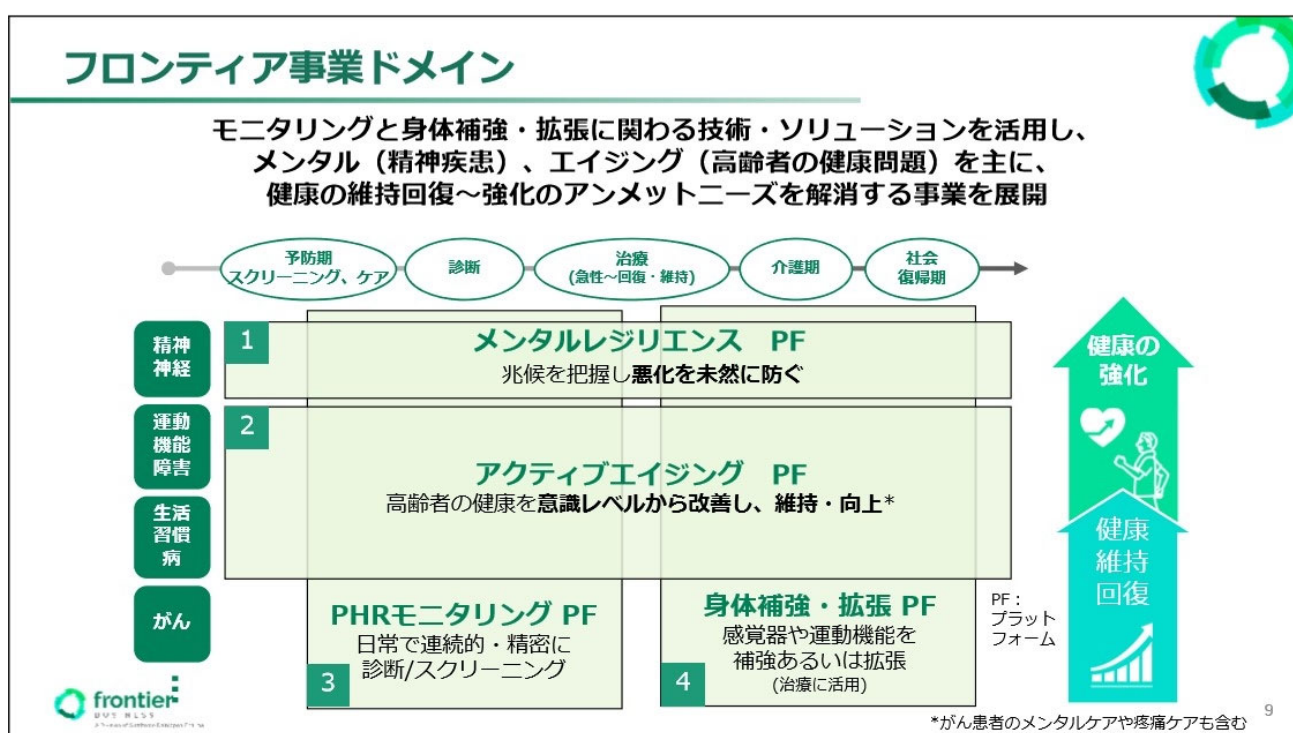 フロンティア事業ドメイン
モニタリングと身体補強・拡張に関わる技術・ソリューションを活用し、
メンタル（精神疾患）、エイジング（高齢者の健康問題）を主に、
健康の維持回復～強化のアンメットニーズを解消する事業を展開
予防期
スクリーニング、ケア
診断
治療
(急性～回復・維持)
介護期
社会
復帰期
精神
神経
1
メンタルレジリエンス　PF
兆候を把握し悪化を未然に防ぐ
運動
機能
障害
2
アクティブエイジング　PF
高齢者の健康を意識レベルから改善し、維持・向上*
生活
習慣
病
がん
PHRモニタリング PF
日常で連続的・精密に
診断/スクリーニング
3
身体補強・拡張 PF
感覚器や運動機能を
補強あるいは拡張
(治療に活用)
4
PF：
プラット
フォーム
健康の
強化
健康
維持
回復
frontier
BUSINESS
*がん患者のメンタルケアや疼痛ケアも含む
9